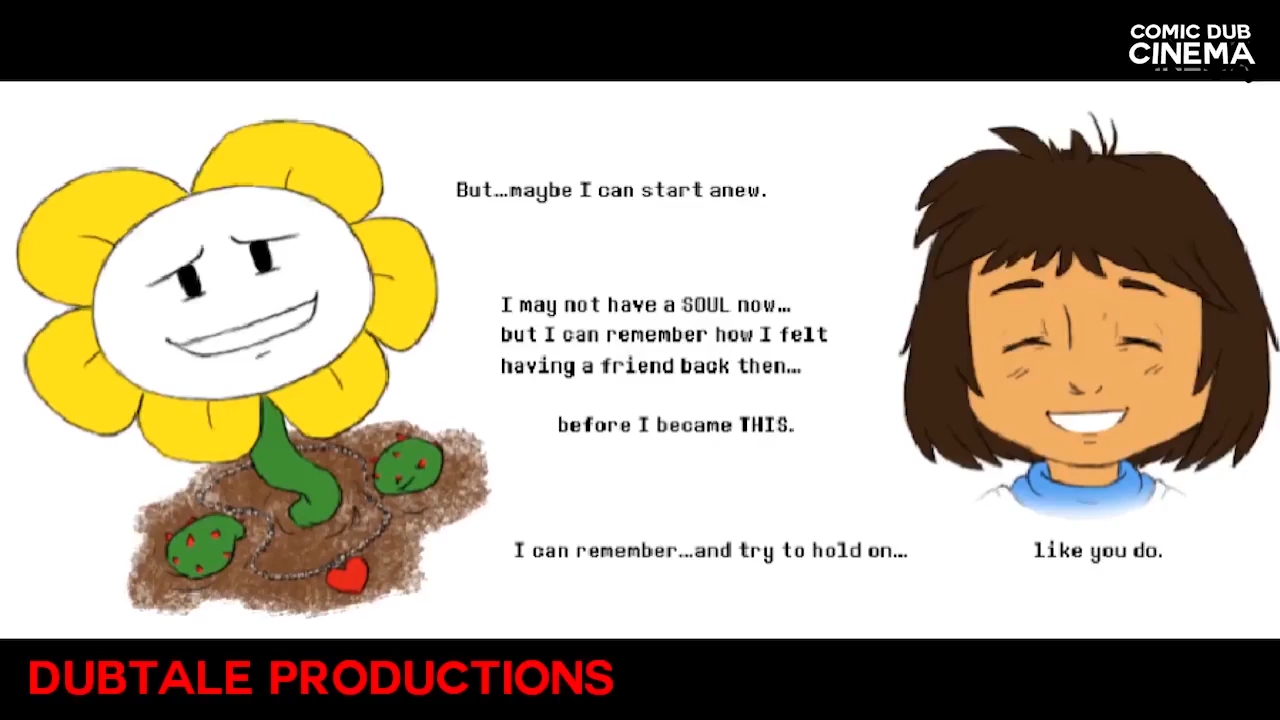 COMIC DUB
CINEMA
But...maybe I can start anew.
I may not have a SOUL now...
but I can remember how I felt
having a friend back then...
before I became THIS.
I can remember...and try to hold on...
like you do.
DUBTALE PRODUCTIONS